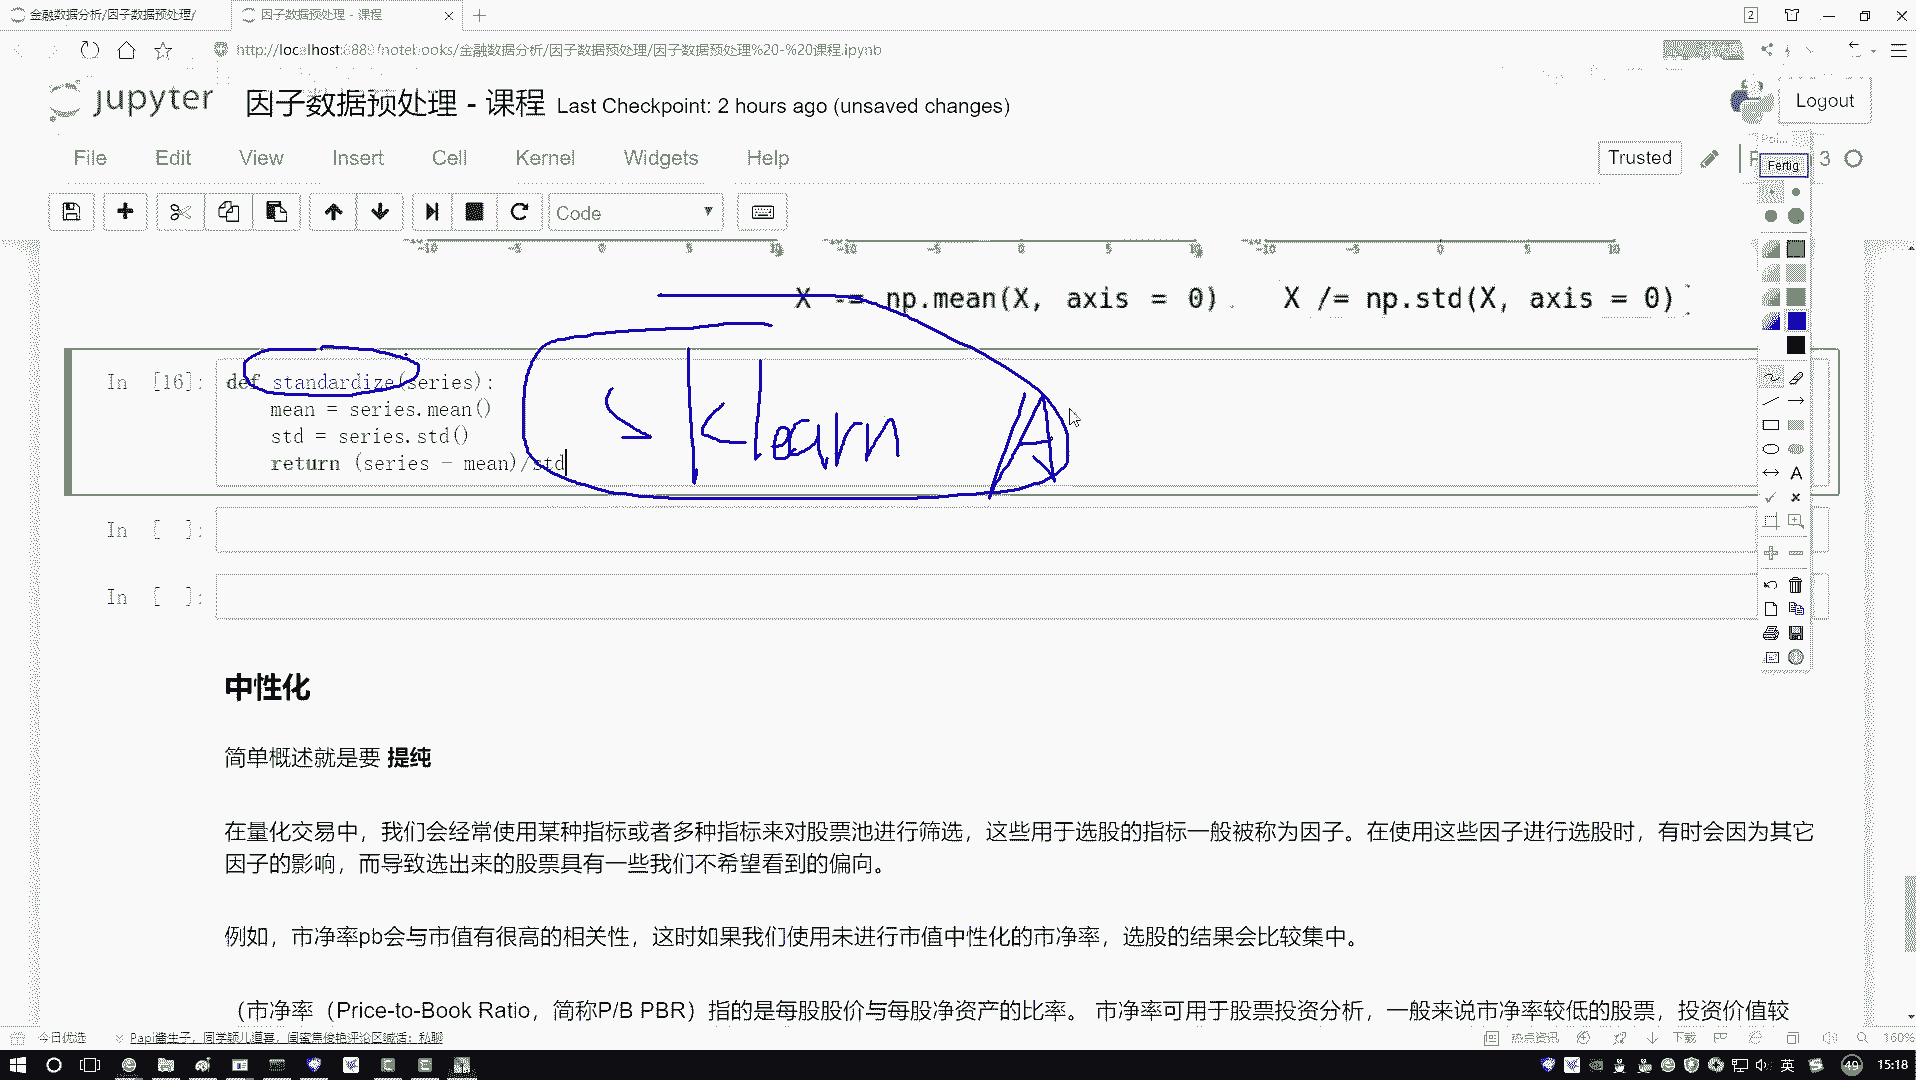 金融数据分析/因子数据预处理/
因子数据预处理 - 课程
2
http://localhost:8889/notebooks/金融数据分析/因子数据预处理/因子数据预处理%20-%20课程.ipynb
jupyter 因子数据预处理 - 课程 Last Checkpoint: 2 hours ago (unsaved changes)
Logout
File Edit View Insert Cell Kernel Widgets Help
Trusted
3
Fertig
Code
-10 -5 0 5 10 -10 -5 0 5 10 -10 -5 0 5 10
X -= np.mean(X, axis = 0) X /= np.std(X, axis = 0)
In [16]: def standardize(series):
mean = series.mean()
std = series.std()
return (series - mean)/std
sklearn A
In [ ]:
In [ ]:
中性化
简单概述就是要 提纯
在量化交易中，我们会经常使用某种指标或者多种指标来对股票池进行筛选，这些用于选股的指标一般被称为因子。在使用这些因子进行选股时，有时会因为其它
因子的影响，而导致选出来的股票具有一些我们不希望看到的偏向。
例如，市净率pb会与市值有很高的相关性，这时如果我们使用未进行市值中性化的市净率，选股的结果会比较集中。
（市净率（Price-to-Book Ratio，简称P/B PBR）指的是每股股价与每股净资产的比率。 市净率可用于股票投资分析，一般来说市净率较低的股票，投资价值较
今日优选
热点资讯
下载
160%
英
49
15:18